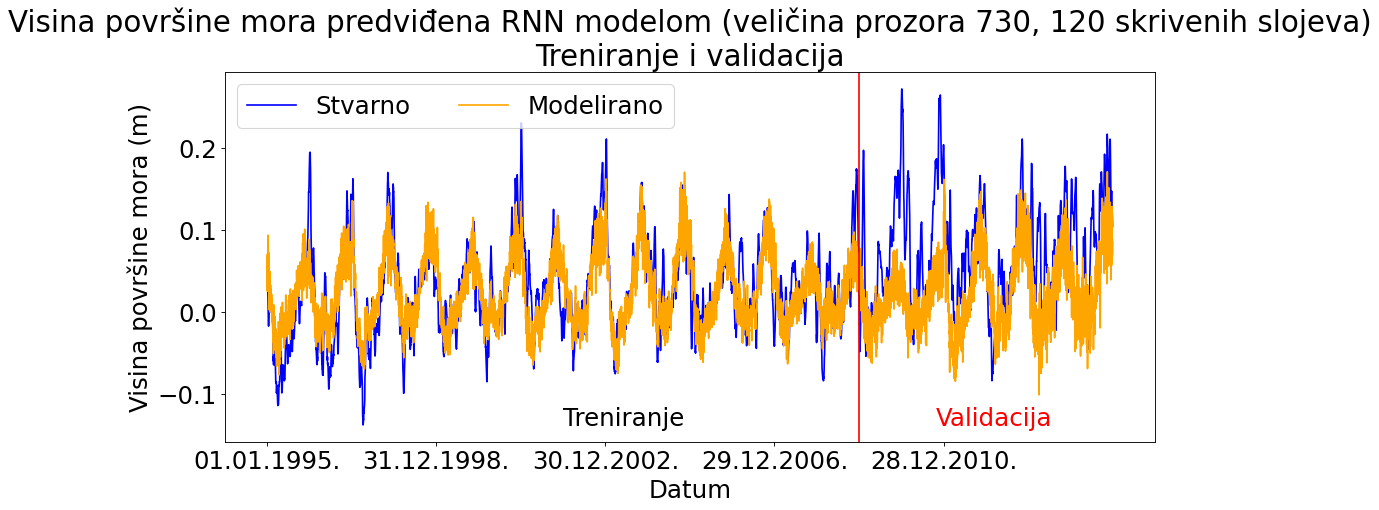 Visina površine mora predviđena RNN modelom (veličina prozora 730, 120 skrivenih slojeva)
Treniranje i validacija
Stvarno
Modelirano
Visina površine mora (m)
0.2
0.1
0.0
−0.1
Treniranje
Validacija
01.01.1995.
31.12.1998.
30.12.2002.
29.12.2006.
28.12.2010.
Datum